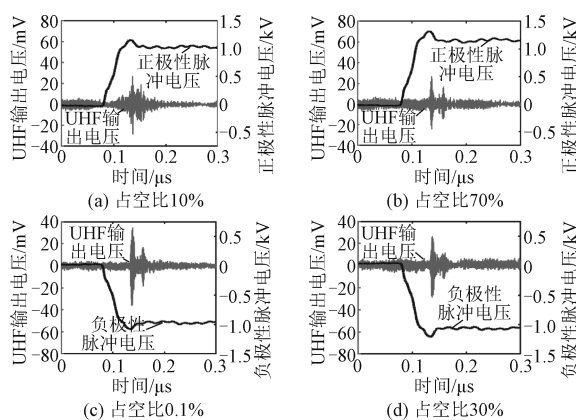 UHF输出电压/mV
80
60
40
20
0
−20
−40
60
正极性脉
冲电压
UHF输
出电压
1.5
1.0
0.5
0
−0.5
正极性脉冲电压/kV
0
0.1
0.2
0.3
时间/μs
(a) 占空比10%
UHF输出电压/mV
80
60
40
20
0
−20
40
60
正极性脉
冲电压
UHF输
出电压
1.5
1.0
0.5
0
−0.5
正极性脉冲电压/kV
0
0.1
0.2
0.3
时间/μs
(b) 占空比70%
UHF输出电压/mV
40
20
0
−20
−40
−60
−80
UHF输
出电压
负极性
脉冲电压
0.5
0
−0.5
−1.0
−1.5
负极性脉冲电压/kV
0
0.1
0.2
0.3
时间/μs
(c) 占空比0.1%
UHF输出电压/mV
40
20
0
−20
−40
−60
−80
UHF输
出电压
负极性
脉冲电压
0.5
0
−0.5
−1.0
−1.5
负极性脉冲电压/kV
0
0.1
0.2
0.3
时间/μs
(d) 占空比30%